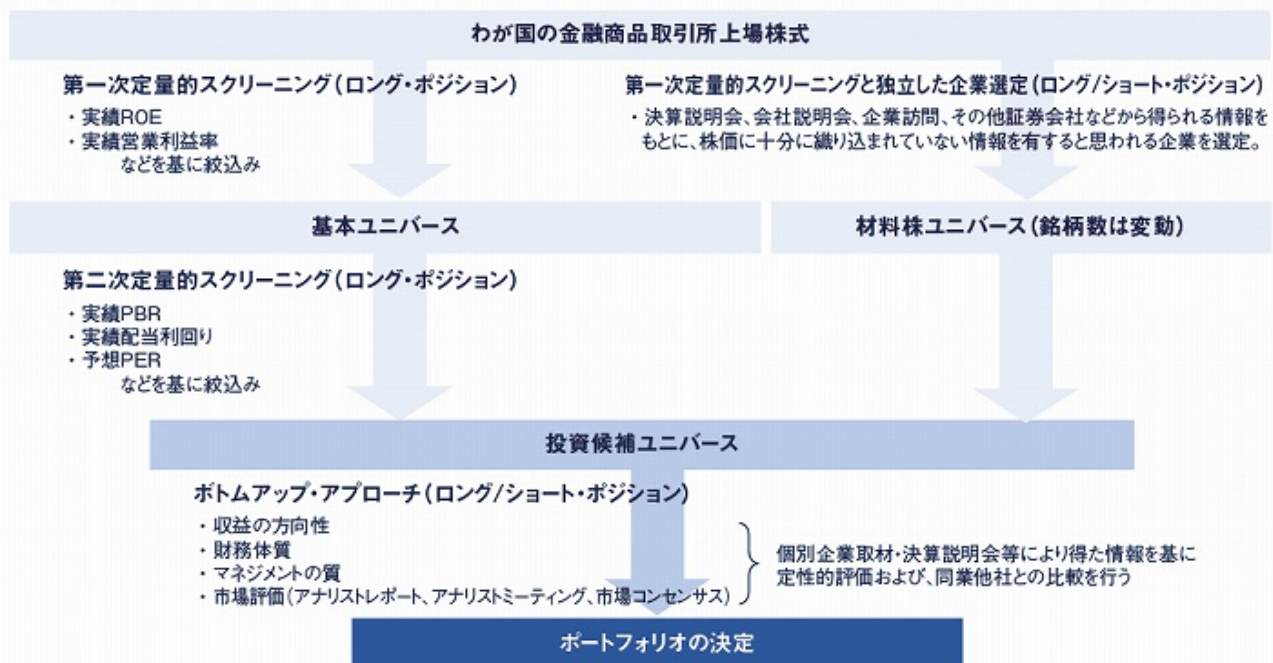 わが国の金融商品取引所上場株式
第一次定量的スクリーニング(ロング・ポジション)
・実績ROE
・実績営業利益率
などを基に絞込み
第一次定量的スクリーニングと独立した企業選定(ロング/ショート・ポジション)
・決算説明会、会社説明会、企業訪問、その他証券会社などから得られる情報を
もとに、株価に十分に織り込まれていない情報を有すると思われる企業を選定。
基本ユニバース
材料株ユニバース(銘柄数は変動)
第二次定量的スクリーニング(ロング・ポジション)
・実績PBR
・実績配当利回り
・予想PER
などを基に絞込み
投資候補ユニバース
ボトムアップ・アプローチ(ロング/ショート・ポジション)
・収益の方向性
・財務体質
・マネジメントの質
・市場評価(アナリストレポート、アナリストミーティング、市場コンセンサス)
個別企業取材・決算説明会等により得た情報を基に
定性的評価および、同業他社との比較を行う
ポートフォリオの決定